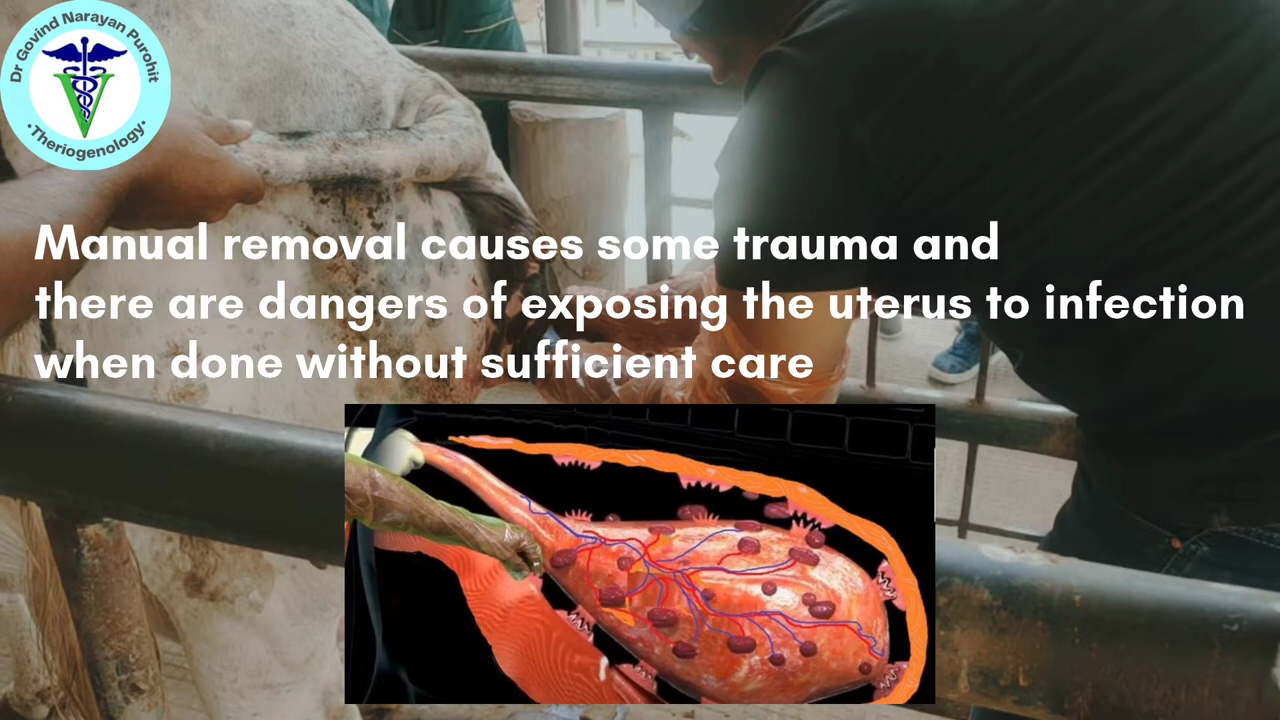 Dr Govind Narayan Purohit
·Theriogenology·
Manual removal causes some trauma and
there are dangers of exposing the uterus to infection
when done without sufficient care